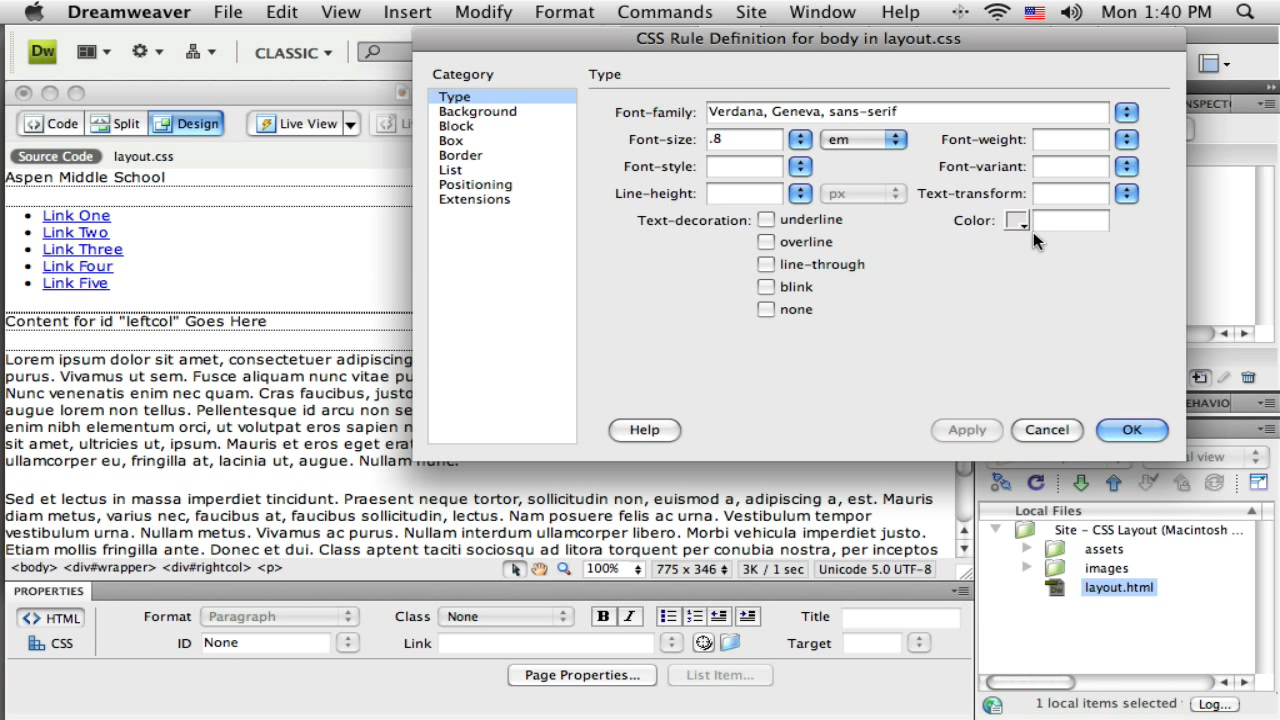 Dreamweaver File Edit View Insert Modify Format Commands Site Window Help Mon 1:40 PM
Dw CLASSIC
CSS Rule Definition for body in layout.css
Category
Type
Background
Block
Box
Border
List
Positioning
Extensions
Type
Font-family: Verdana, Geneva, sans-serif
Font-size: .8 em Font-weight:
Font-style: Font-variant:
Line-height: px Text-transform:
Text-decoration: underline Color:
overline
line-through
blink
none
Help Apply Cancel OK
Code Split Design Live View
Source Code layout.css
Aspen Middle School
• Link One
• Link Two
• Link Three
• Link Four
• Link Five
Content for id "leftcol" Goes Here
Lorem ipsum dolor sit amet, consectetuer adipiscing
purus. Vivamus ut sem. Fusce aliquam nunc vitae pu
Nunc venenatis enim nec quam. Cras faucibus, justo
augue lorem non tellus. Pellentesque id arcu non se
enim nibh elementum orci, ut volutpat eros sapien n
sit amet, ultricies ut, ipsum. Mauris et eros eget erat
ullamcorper eu, fringilla at, lacinia ut, augue. Nullam nunc.
Sed et lectus in massa imperdiet tincidunt. Praesent neque tortor, sollicitudin non, euismod a, adipiscing a, est. Mauris
diam metus, varius nec, faucibus at, faucibus sollicitudin, lectus. Nam posuere felis ac urna. Vestibulum tempor
vestibulum urna. Nullam metus. Vivamus ac purus. Nullam interdum ullamcorper libero. Morbi vehicula imperdiet justo.
Etiam mollis fringilla ante. Donec et dui. Class aptent taciti sociosqu ad litora torquent per conubia nostra, per inceptos
<body> <div#wrapper> <div#rightcol> <p> 100% 775 x 346 3K / 1 sec Unicode 5.0 UTF-8
PROPERTIES
HTML Format Paragraph Class None B I Title
CSS ID None Link Target
Page Properties... List Item...
NSPECTI
EHAVIO
al view
Local Files
Site - CSS Layout (Macintosh ...
assets
images
layout.html
1 local items selected Log...